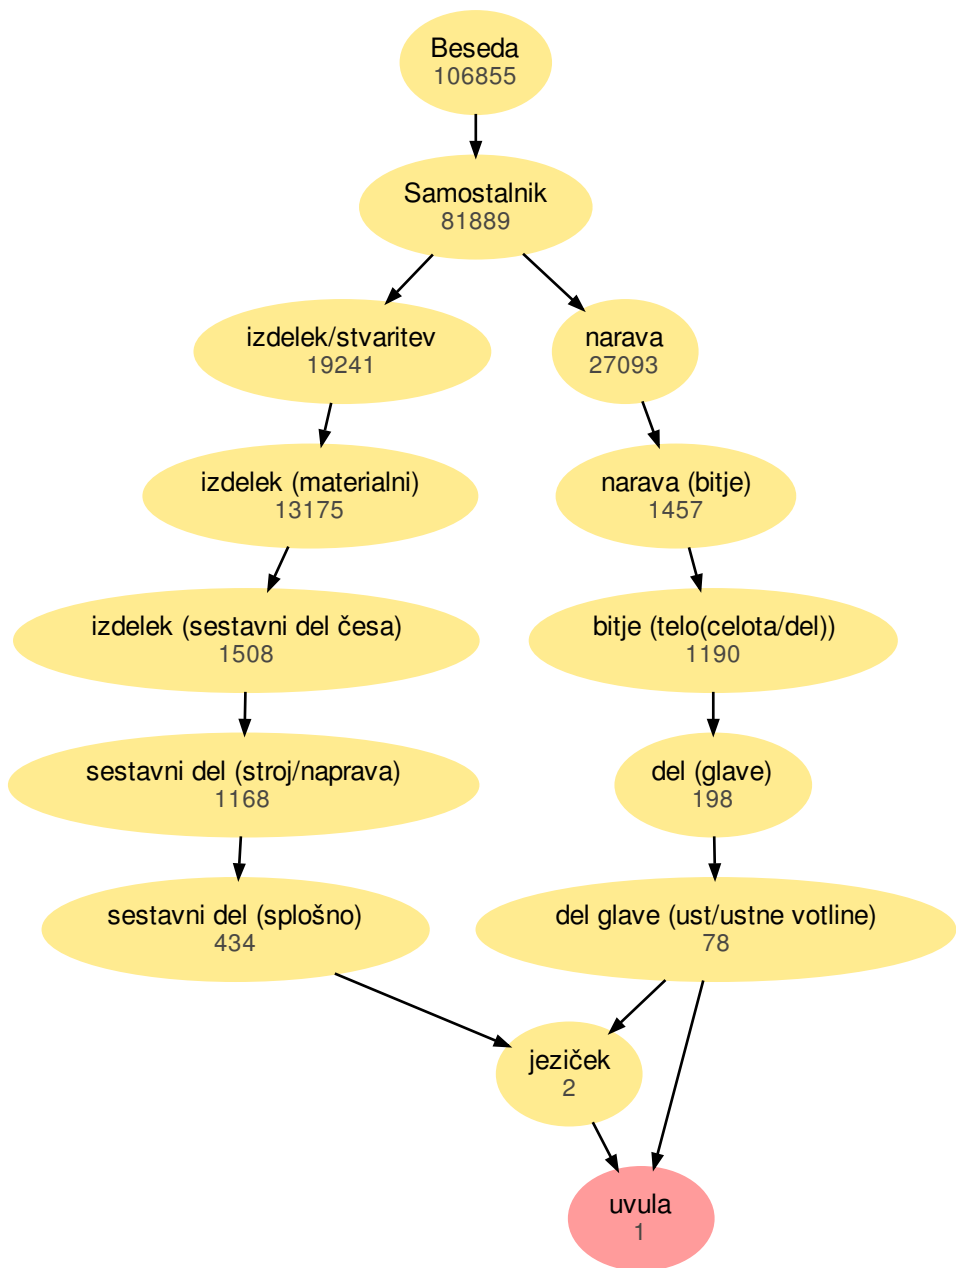 Beseda
106855
Samostalnik
81889
izdelek/stvaritev
19241
narava
27093
izdelek (materialni)
13175
narava (bitje)
1457
izdelek (sestavni del česa)
1508
bitje (telo(celota/del))
1190
sestavni del (stroj/naprava)
1168
del (glave)
198
sestavni del (splošno)
434
del glave (ust/ustne votline)
78
jeziček
2
uvula
1